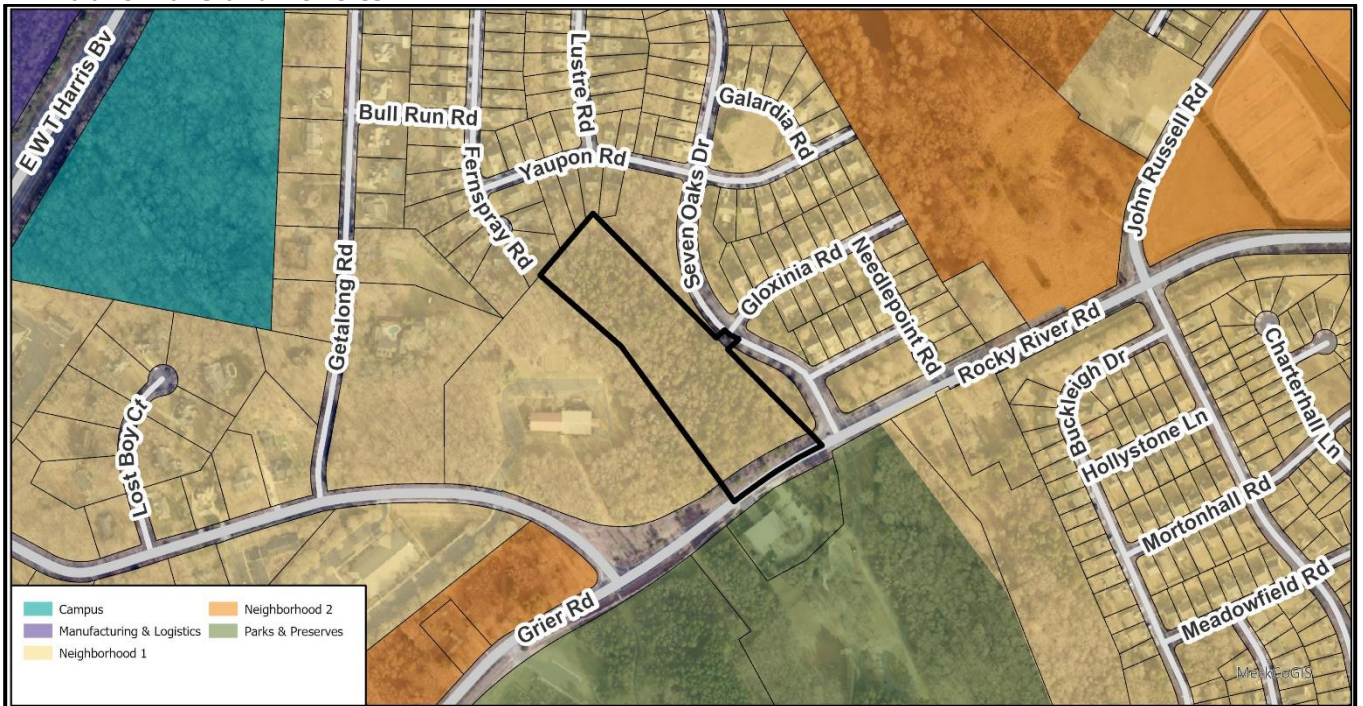 E W T Harris Bv
Bull Run Rd
Lustre Rd
Galardia Rd
Yaupon Rd
Fernspray Rd
Seven Oaks Dr
John Russell Rd
Getalong Rd
Gloxinia Rd
Needlepoint Rd
Rocky River Rd
Lost Boy Ct
Buckleigh Dr
Hollystone Ln
Charterhall Ln
Mortonhall Rd
Meadowfield Rd
Grier Rd
Campus
Manufacturing & Logistics
Neighborhood 1
Neighborhood 2
Parks & Preserves
MeckCoGIS